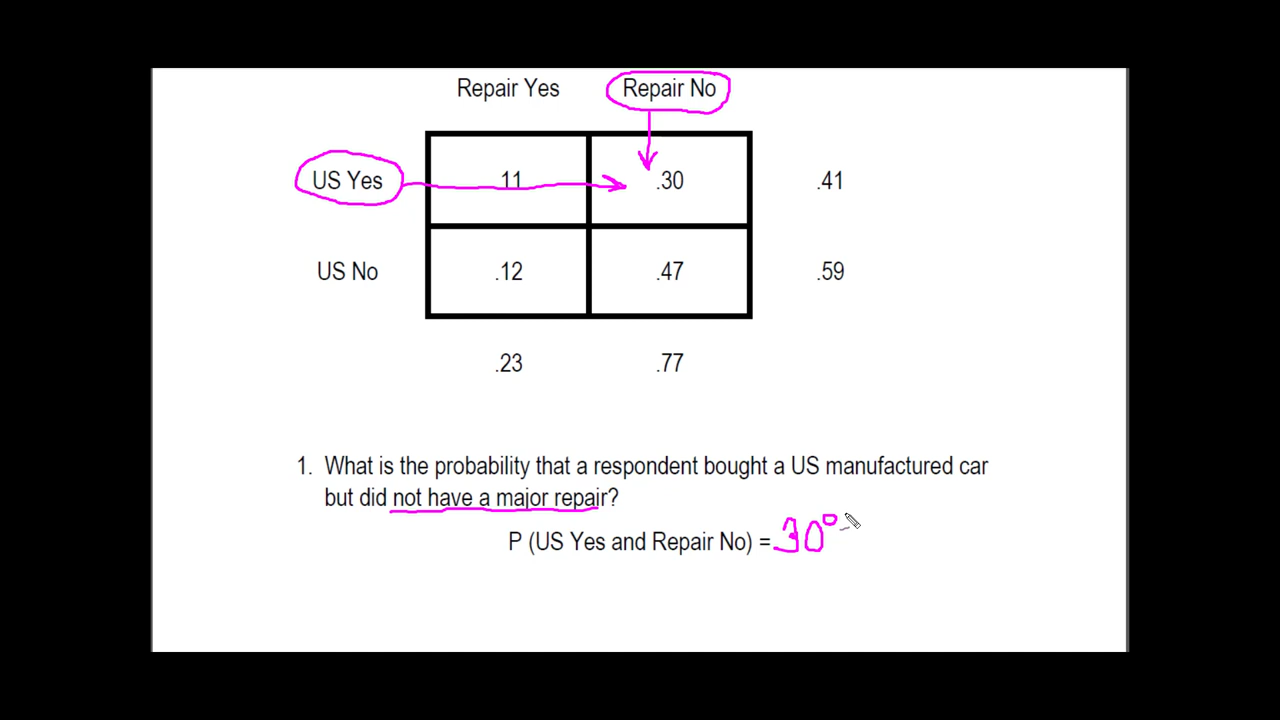 Repair Yes Repair No
US Yes .11 .30 .41
US No .12 .47 .59
.23 .77
1. What is the probability that a respondent bought a US manufactured car
but did not have a major repair?
P (US Yes and Repair No) = 30